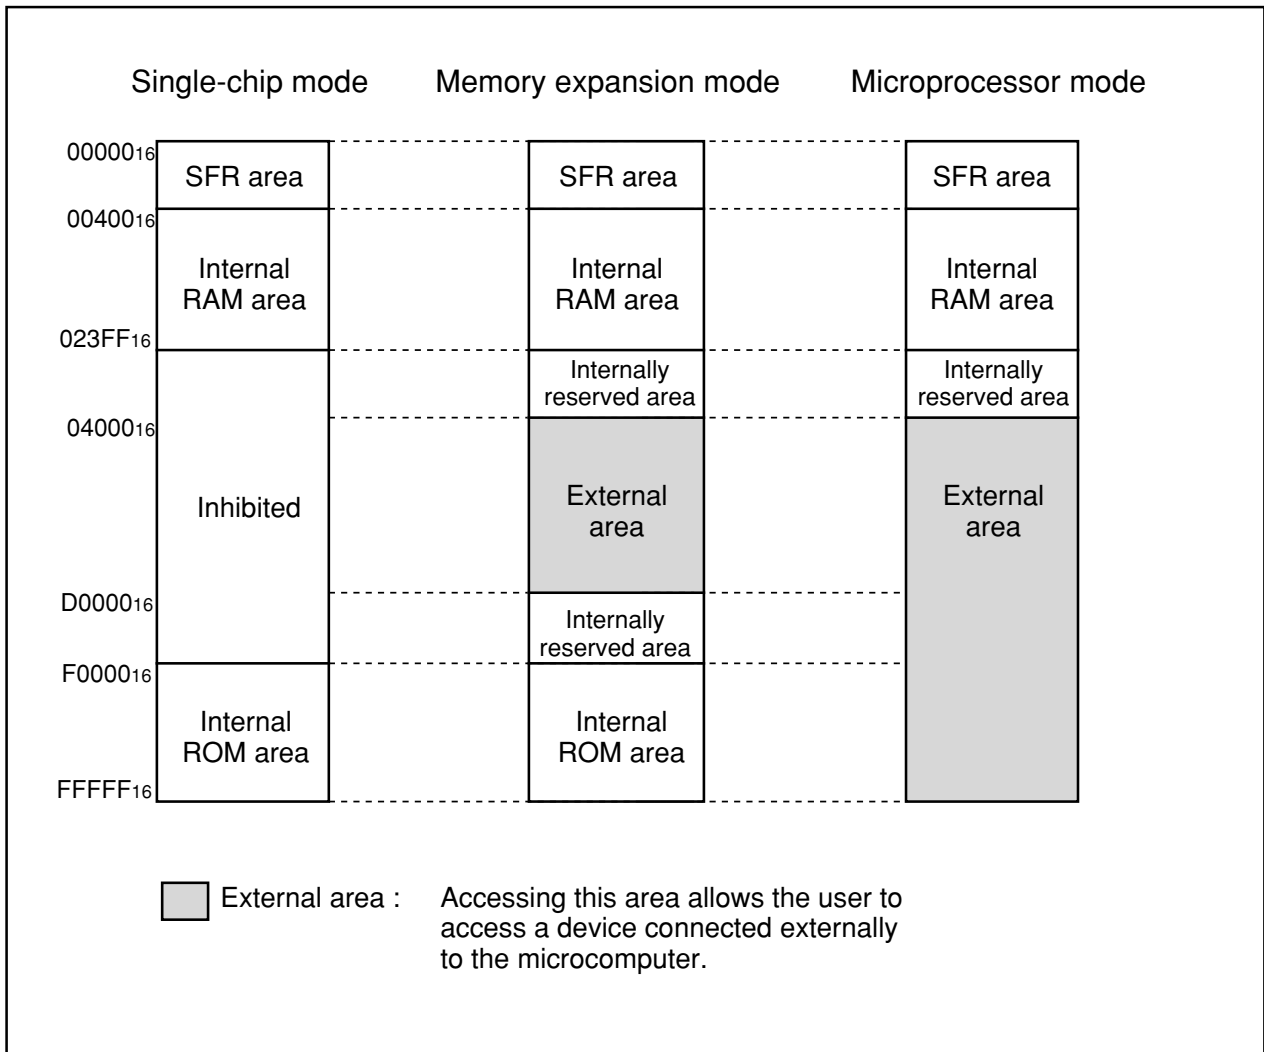 Single-chip mode
Memory expansion mode
Microprocessor mode
0000016
SFR area
SFR area
SFR area
0040016
Internal
RAM area
Internal
RAM area
Internal
RAM area
023FF16
Internally
reserved area
Internally
reserved area
0400016
Inhibited
External
area
External
area
D000016
Internally
reserved area
F000016
Internal
ROM area
Internal
ROM area
FFFFF16
External area :
Accessing this area allows the user to
access a device connected externally
to the microcomputer.